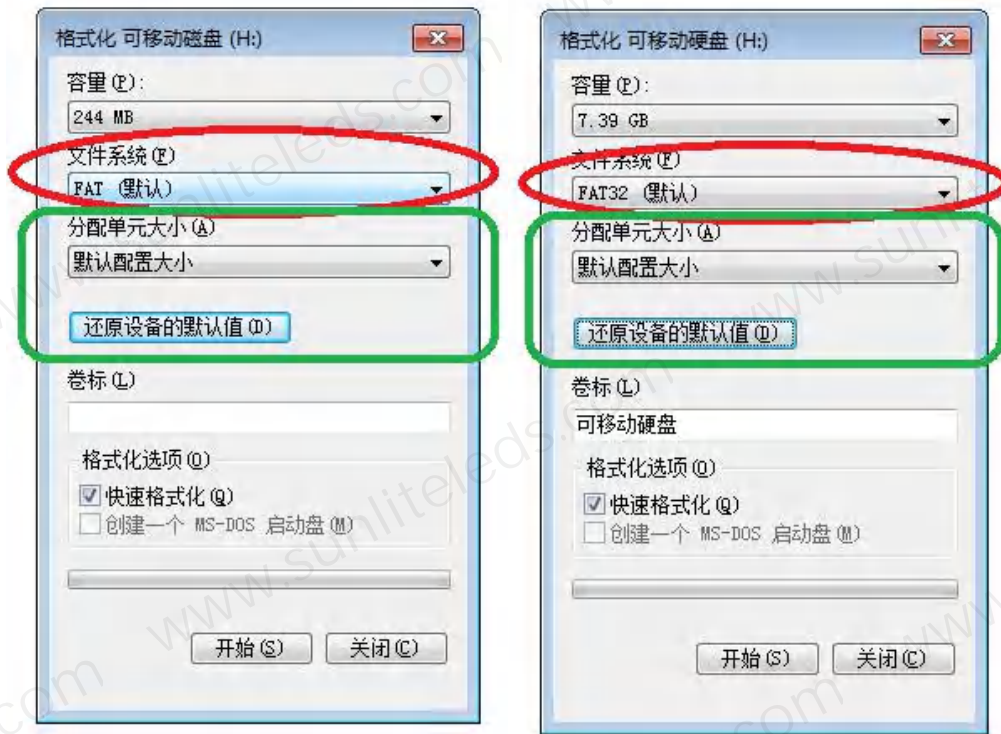 格式化 可移动磁盘 (H:)
容量(P):
244 MB
文件系统(F)
FAT (默认)
分配单元大小(A)
默认配置大小
还原设备的默认值(D)
卷标(L)
格式化选项(O)
快速格式化(Q)
创建一个 MS-DOS 启动盘(M)
开始(S)
关闭(C)
格式化 可移动硬盘 (H:)
容量(P):
7.39 GB
文件系统(F)
FAT32 (默认)
分配单元大小(A)
默认配置大小
还原设备的默认值(D)
卷标(L)
可移动硬盘
格式化选项(O)
快速格式化(Q)
创建一个 MS-DOS 启动盘(M)
开始(S)
关闭(C)
www.sunliteleds.com